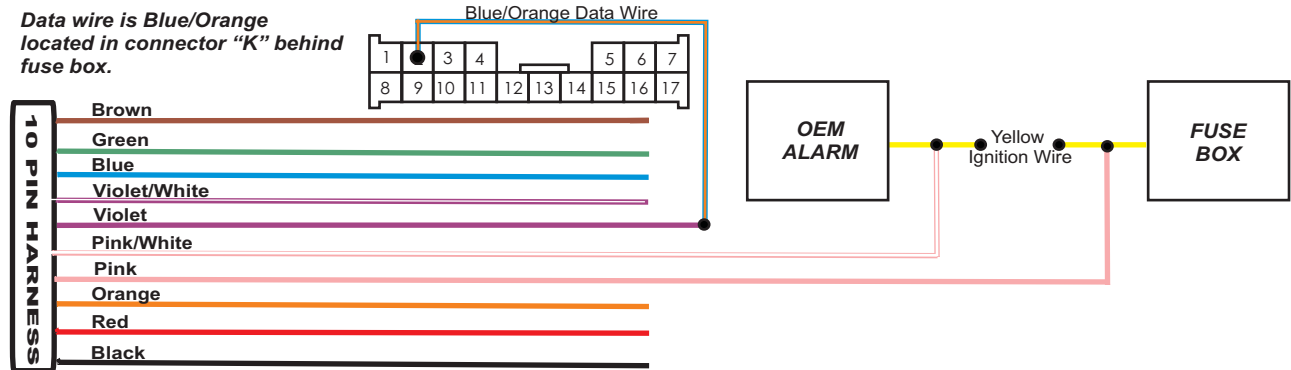 Data wire is Blue/Orange
located in connector “K” behind
fuse box.
Blue/Orange Data Wire
1 3 4 5 6 7
8 9 10 11 12 13 14 15 16 17
10 PIN HARNESS
Brown
Green
Blue
Violet/White
Violet
Pink/White
Pink
Orange
Red
Black
OEM
ALARM
Yellow
Ignition Wire
FUSE
BOX